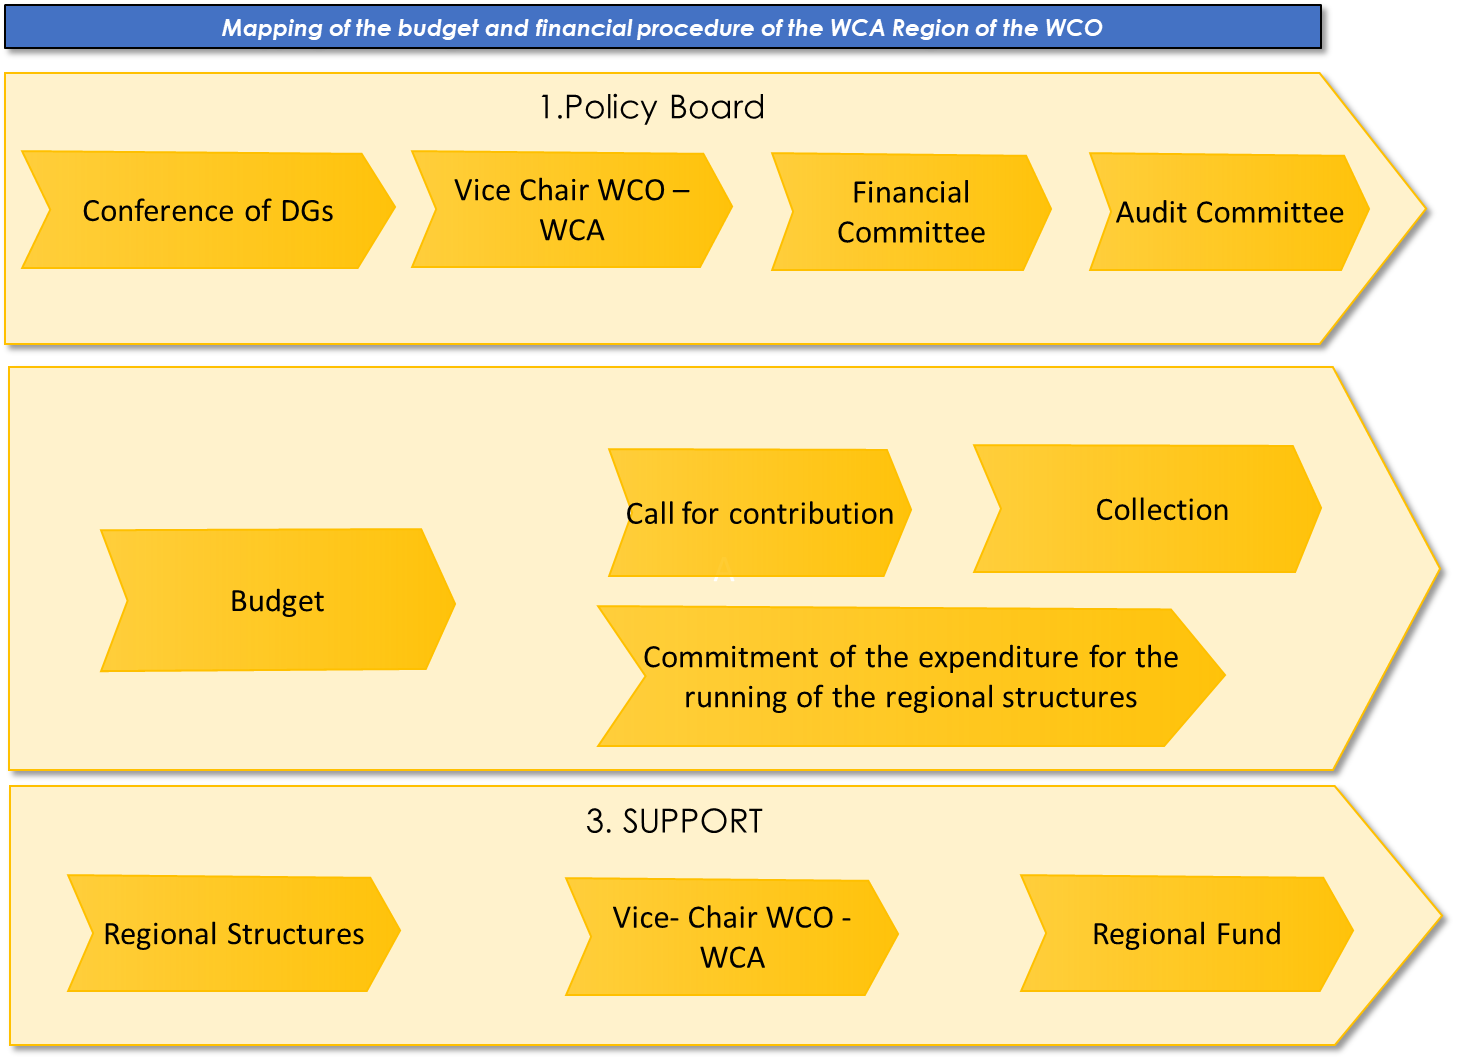 Mapping of the budget and financial procedure of the WCA Region of the WCO
1.Policy Board
Conference of DGs
Vice Chair WCO –
WCA
Financial
Committee
Audit Committee
Call for contribution
Collection
A
Budget
Commitment of the expenditure for the
running of the regional structures
3. SUPPORT
Regional Structures
Vice- Chair WCO -
WCA
Regional Fund